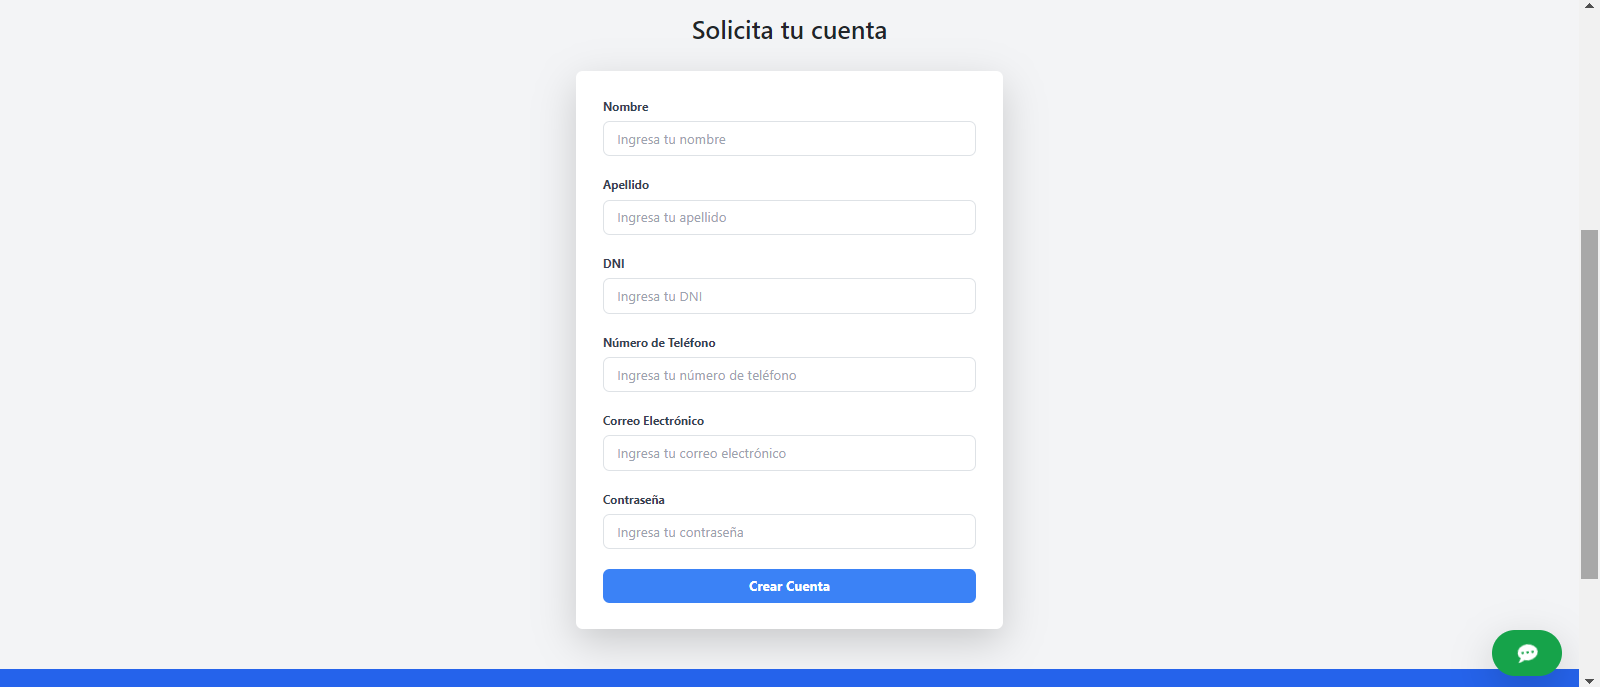 Solicita tu cuenta
Nombre
Ingresa tu nombre
Apellido
Ingresa tu apellido
DNI
Ingresa tu DNI
Número de Teléfono
Ingresa tu número de teléfono
Correo Electrónico
Ingresa tu correo electrónico
Contraseña
Ingresa tu contraseña
Crear Cuenta